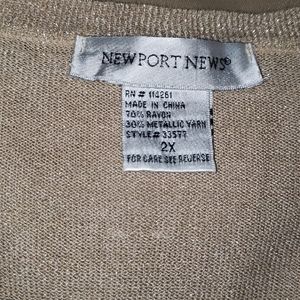 NEWPORT NEWS®
RN # 114261
MADE IN CHINA
70% RAYON
30% METALLIC YARN
STYLE# 33577
2X
FOR CARE SEE REVERSE